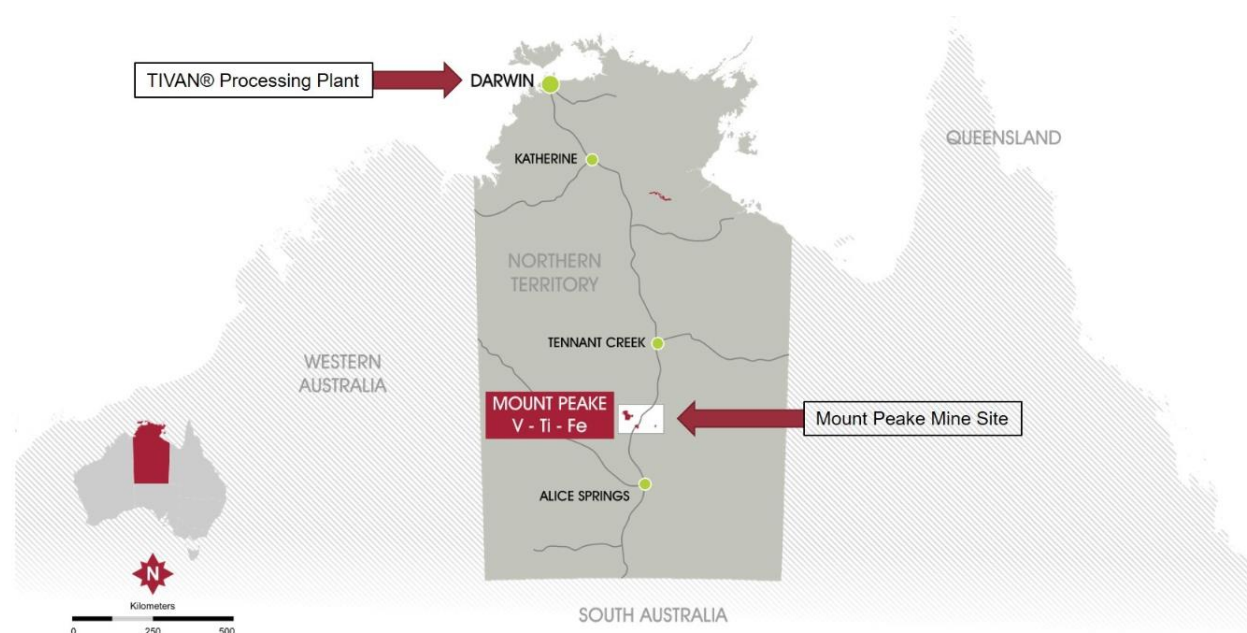 TIVAN® Processing Plant
DARWIN
QUEENSLAND
KATHERINE
NORTHERN
TERRITORY
TENNANT CREEK
WESTERN
AUSTRALIA
MOUNT PEAKE
V - Ti - Fe
Mount Peake Mine Site
ALICE SPRINGS
N
Kilometers
0 250 500
SOUTH AUSTRALIA